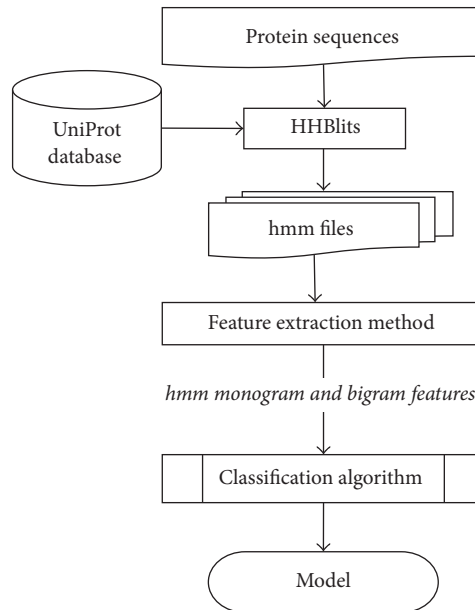 Protein sequences
UniProt
database
HHBlits
hmm files
Feature extraction method
hmm monogram and bigram features
Classification algorithm
Model